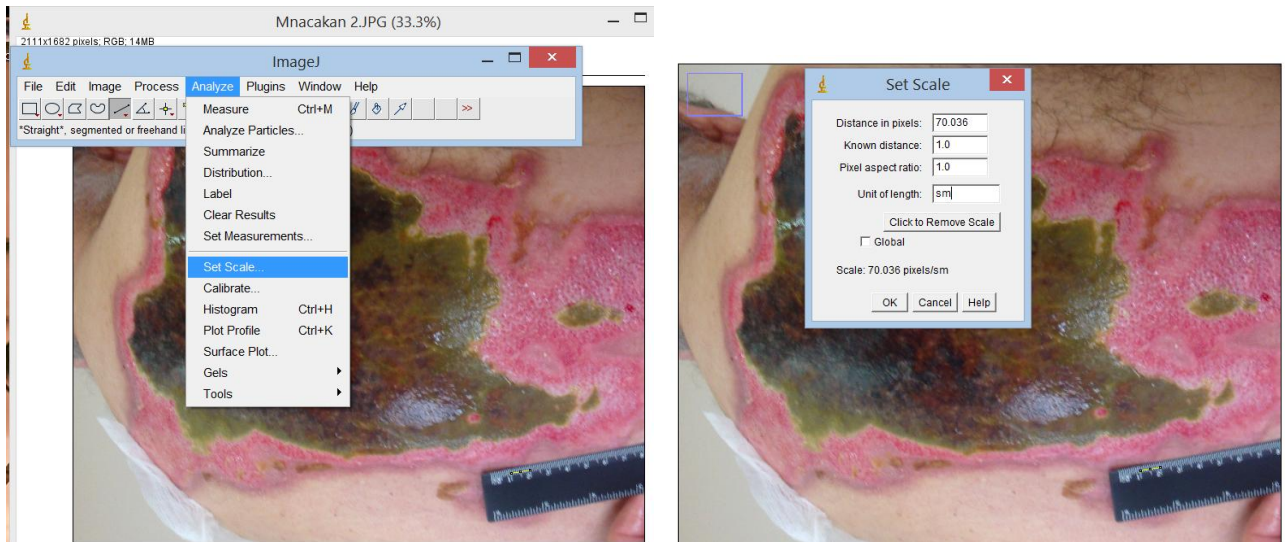 Mnacakan 2.JPG (33.3%)
2111x1682 pixels; RGB; 14MB
ImageJ
File Edit Image Process Analyze Plugins Window Help
>>
*Straight*, segmented or freehand li
Measure Ctrl+M
Analyze Particles...
Summarize
Distribution...
Label
Clear Results
Set Measurements...
Set Scale...
Calibrate...
Histogram Ctrl+H
Plot Profile Ctrl+K
Surface Plot...
Gels
Tools
Set Scale
Distance in pixels: 70.036
Known distance: 1.0
Pixel aspect ratio: 1.0
Unit of length: sm
Click to Remove Scale
Global
Scale: 70.036 pixels/sm
OK Cancel Help